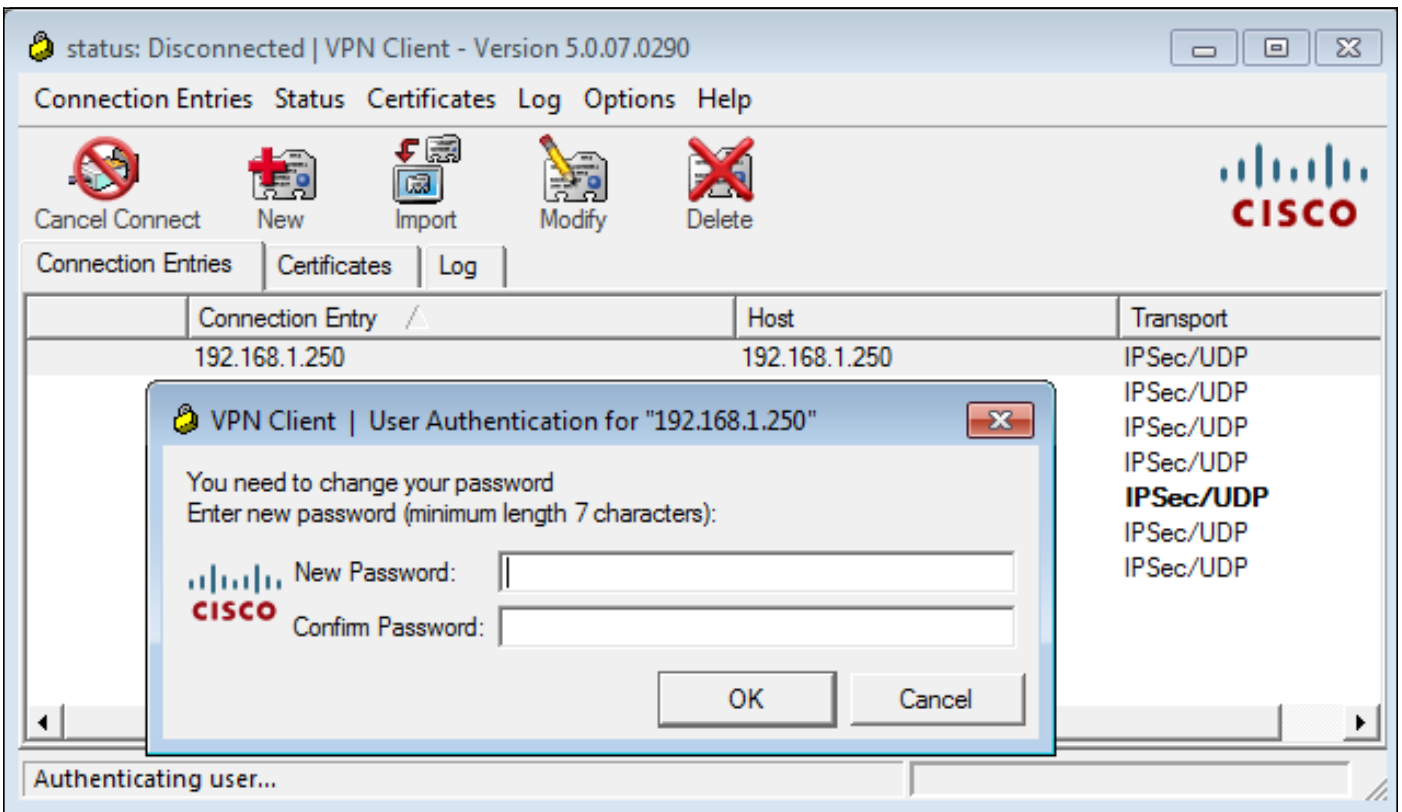 status: Disconnected | VPN Client - Version 5.0.07.0290
Connection Entries Status Certificates Log Options Help
Cancel Connect New Import Modify Delete
CISCO
Connection Entries Certificates Log
Connection Entry Host Transport
192.168.1.250 192.168.1.250 IPSec/UDP
IPSec/UDP
IPSec/UDP
IPSec/UDP
IPSec/UDP
IPSec/UDP
IPSec/UDP
VPN Client | User Authentication for "192.168.1.250"
You need to change your password
Enter new password (minimum length 7 characters):
New Password:
CISCO
Confirm Password:
OK Cancel
Authenticating user...